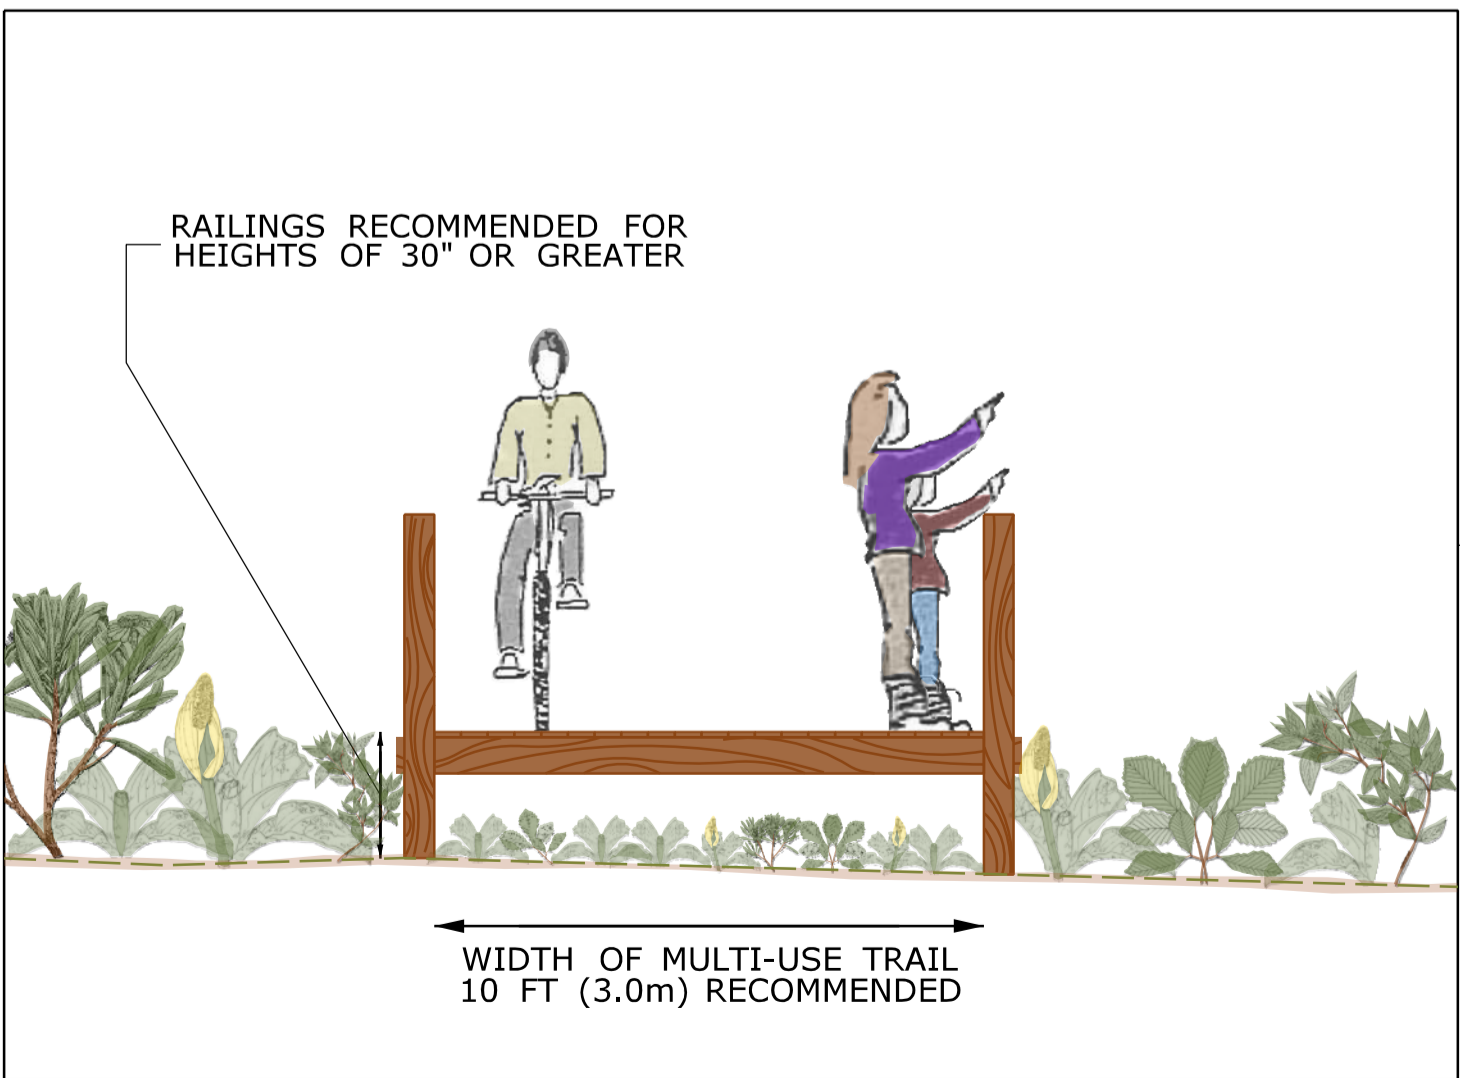 RAILINGS RECOMMENDED FOR
HEIGHTS OF 30" OR GREATER
WIDTH OF MULTI-USE TRAIL
10 FT (3.0m) RECOMMENDED